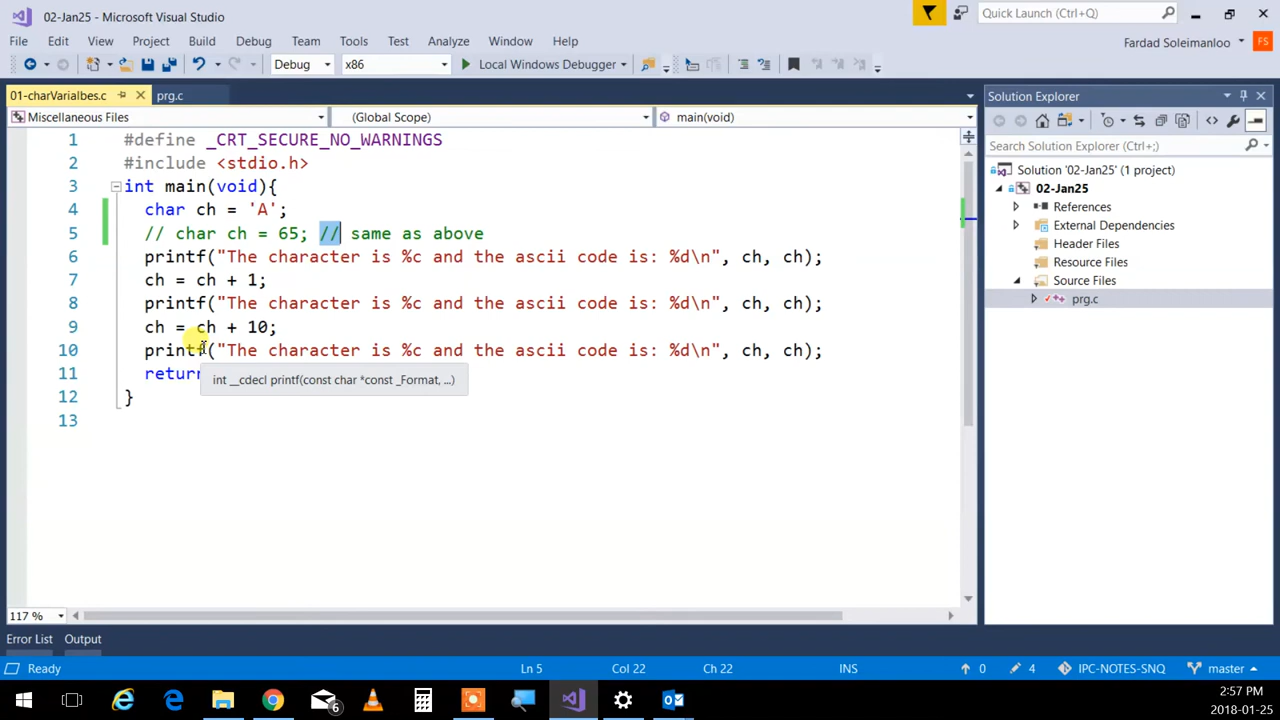 02-Jan25 - Microsoft Visual Studio
Quick Launch (Ctrl+Q)
File Edit View Project Build Debug Team Tools Test Analyze Window Help
Fardad Soleimanloo
FS
Debug x86 Local Windows Debugger
01-charVarialbes.c prg.c
Miscellaneous Files (Global Scope) main(void)
1 #define _CRT_SECURE_NO_WARNINGS
2 #include <stdio.h>
3 int main(void){
4 char ch = 'A';
5 // char ch = 65; // same as above
6 printf("The character is %c and the ascii code is: %d\n", ch, ch);
7 ch = ch + 1;
8 printf("The character is %c and the ascii code is: %d\n", ch, ch);
9 ch = ch + 10;
10 printf("The character is %c and the ascii code is: %d\n", ch, ch);
11 return
int __cdecl printf(const char *const _Format, ...)
12 }
13
117 %
Solution Explorer
Search Solution Explorer (Ctrl+;)
Solution '02-Jan25' (1 project)
02-Jan25
References
External Dependencies
Header Files
Resource Files
Source Files
prg.c
Error List Output
Ready Ln 5 Col 22 Ch 22 INS 0 4 IPC-NOTES-SNQ master
6
2:57 PM
2018-01-25